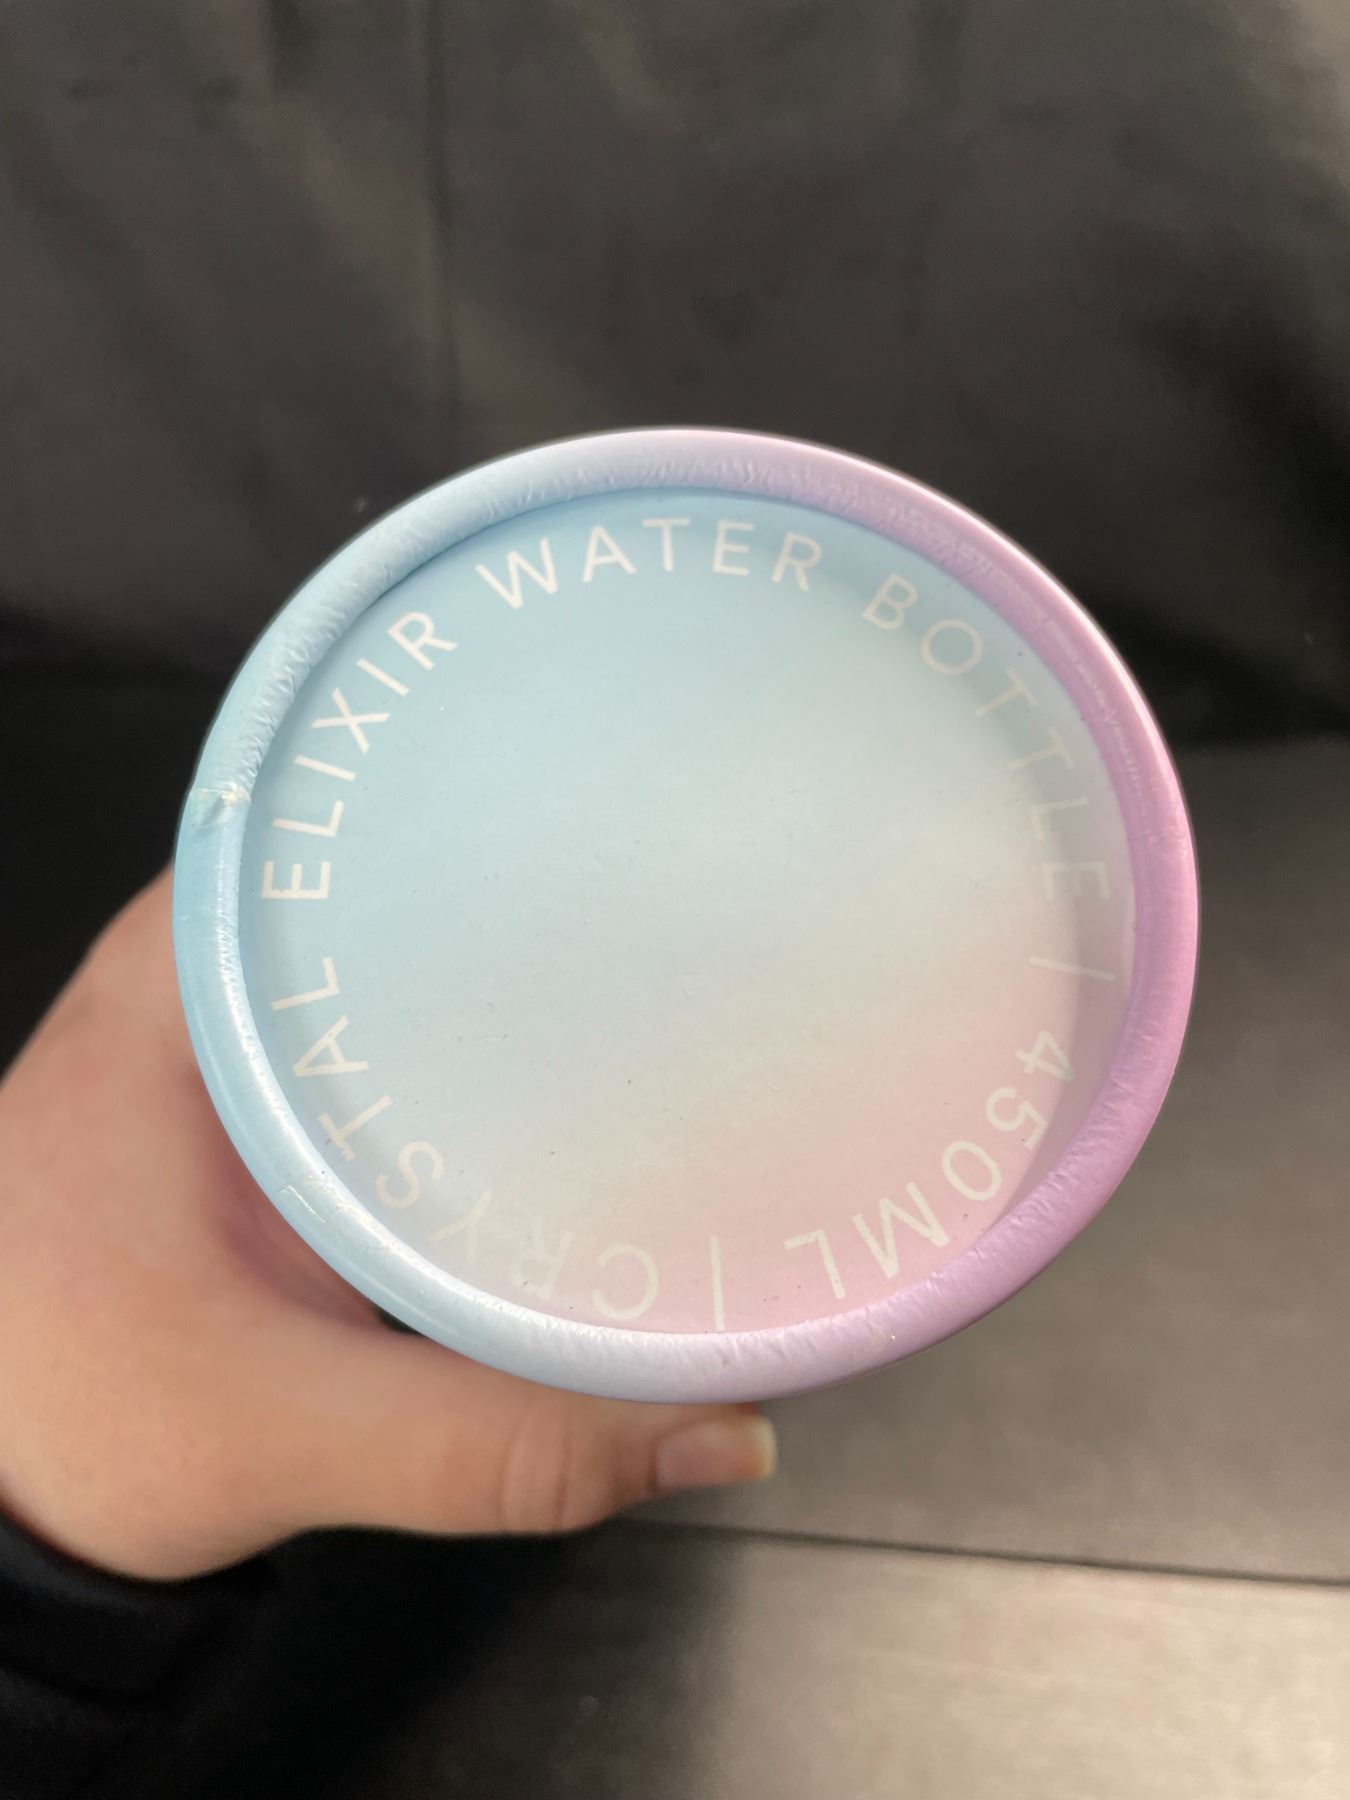 CRYSTAL ELIXIR WATER BOTTLE / 450ML /